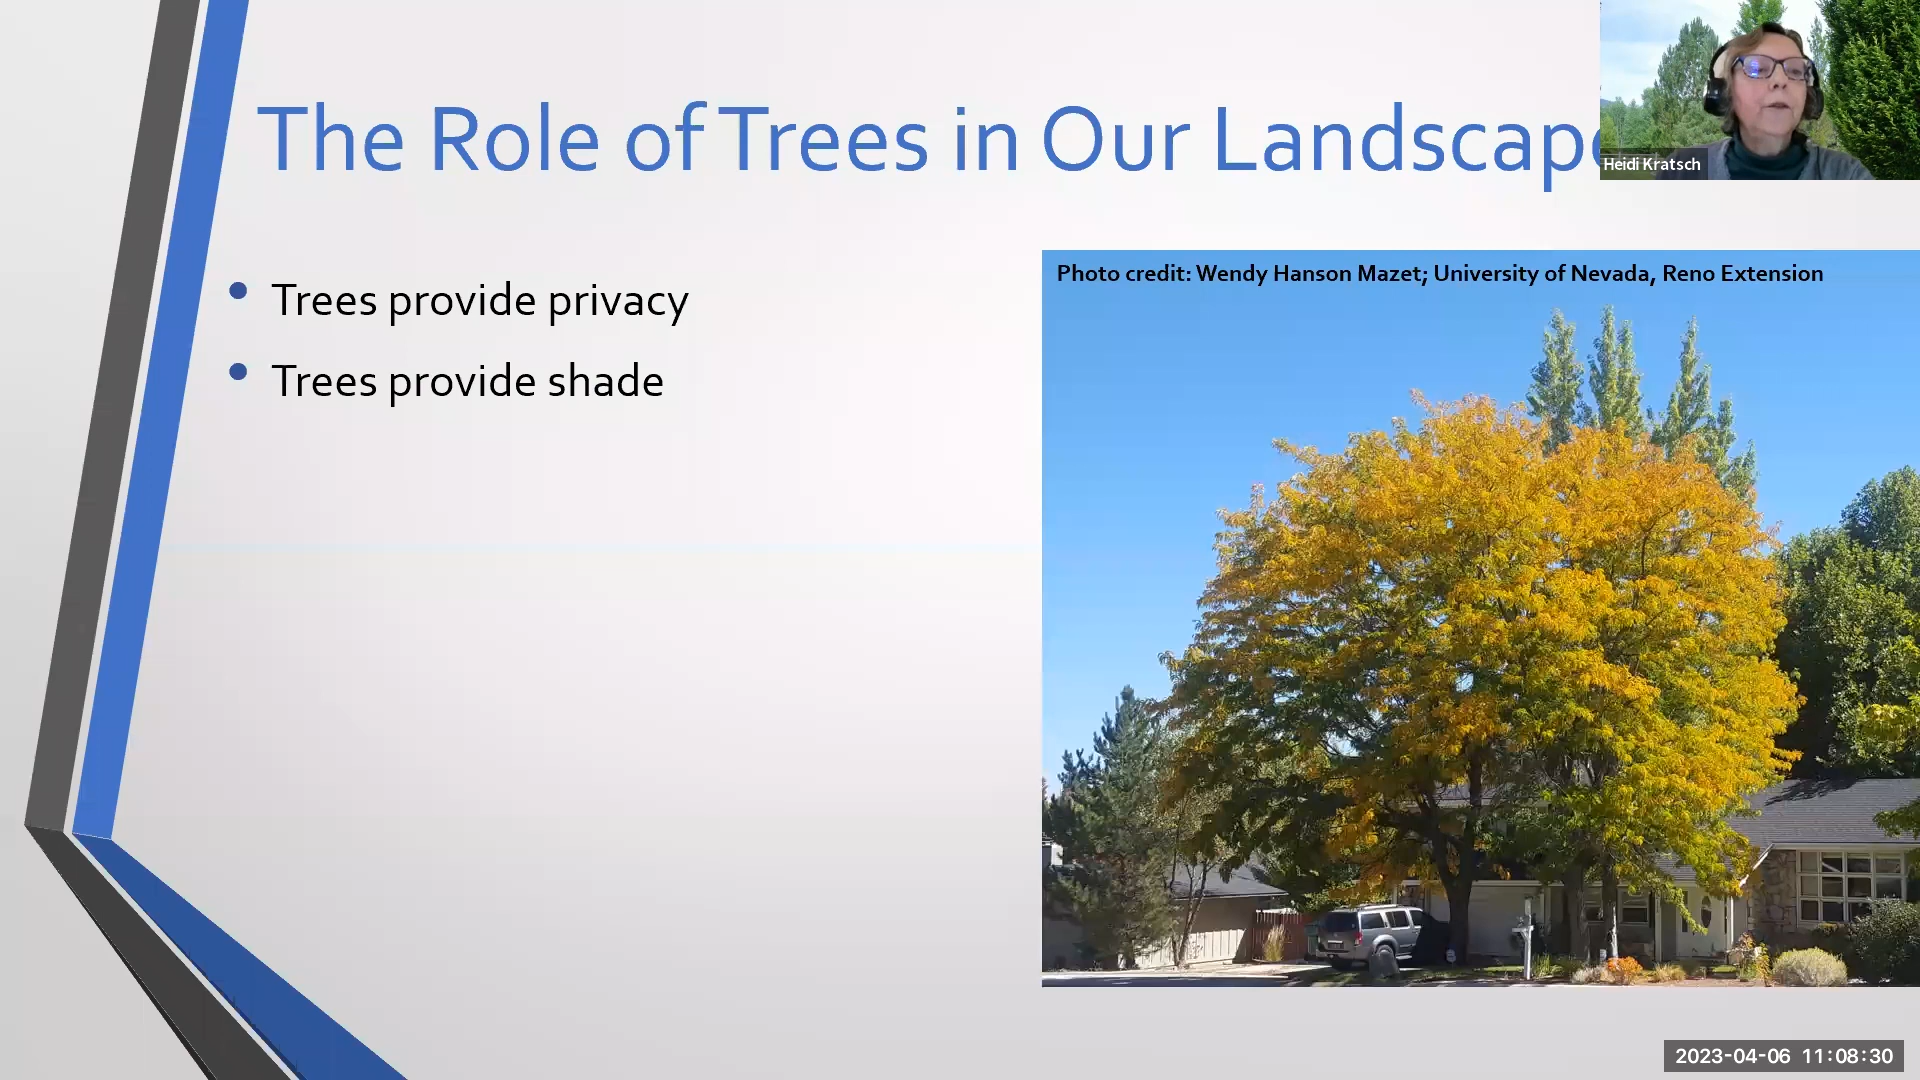 The Role of Trees in Our Landscap
Heidi Kratsch
• Trees provide privacy
• Trees provide shade
Photo credit: Wendy Hanson Mazet; University of Nevada, Reno Extension
2023-04-06 11:08:30